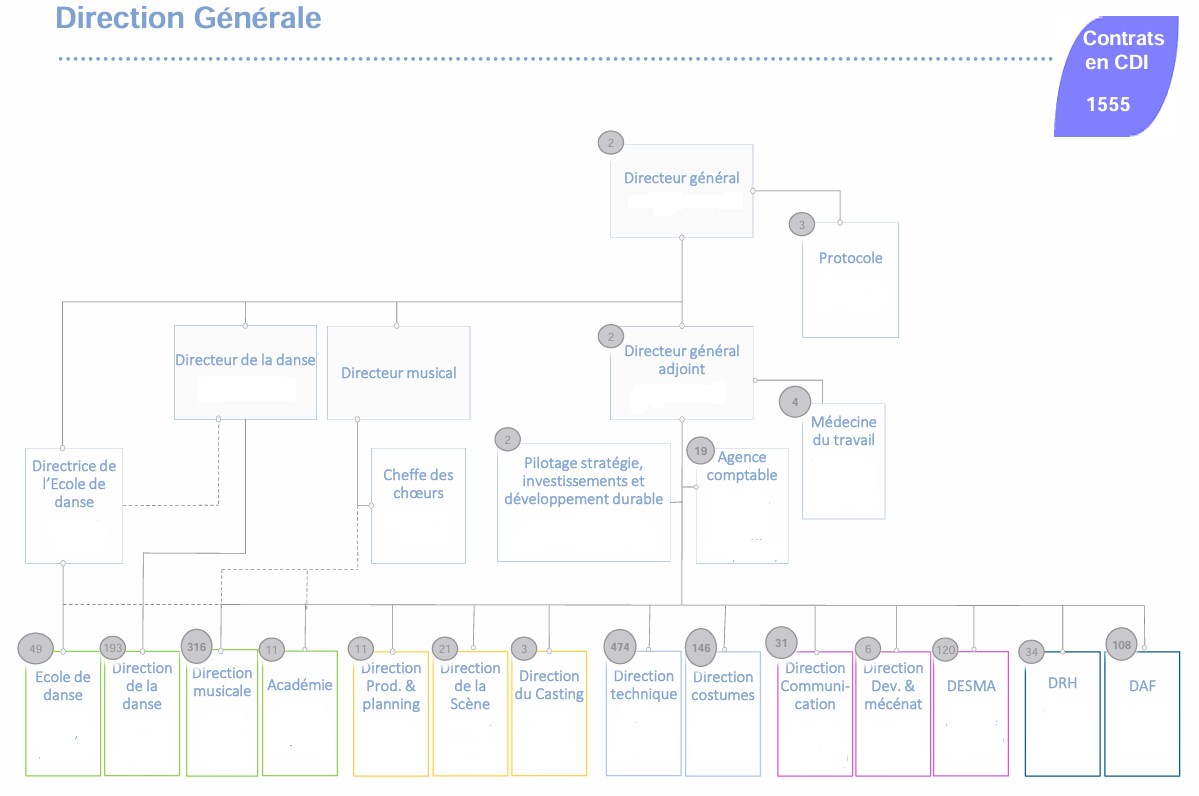 Direction Générale
Contrats
en CDI
1555
2
Directeur général
3
Protocole
2
Directeur général
adjoint
Directeur de la danse
Directeur musical
4
Médecine
du travail
Directrice de
l'Ecole de
danse
Cheffe des
chœurs
2
Pilotage stratégie,
investissements et
développement durable
19
Agence
comptable
49
Ecole de
danse
193
Direction
de la
danse
316
Direction
musicale
11
Académie
11
Direction
Prod. &
planning
21
Direction
de la
Scène
3
Direction
du Casting
474
Direction
technique
146
Direction
costumes
31
Direction
Communi-
cation
6
Direction
Dev. &
mécénat
120
DESMA
34
DRH
108
DAF